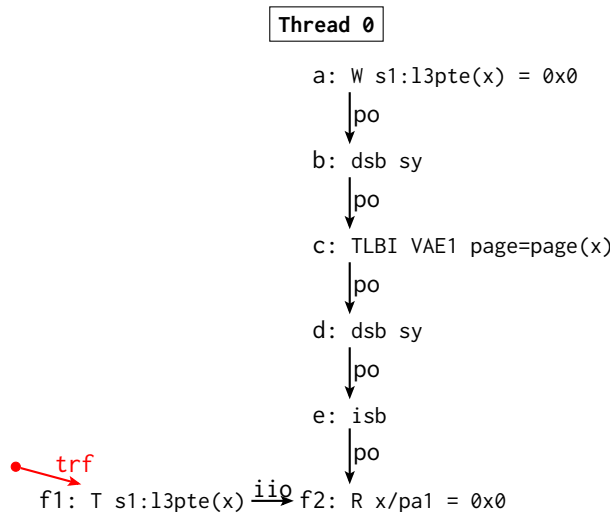 Thread 0
a: W s1:l3pte(x) = 0x0
po
b: dsb sy
po
c: TLBI VAE1 page=page(x)
po
d: dsb sy
po
e: isb
po
trf
f1: T s1:l3pte(x) iio f2: R x/pa1 = 0x0